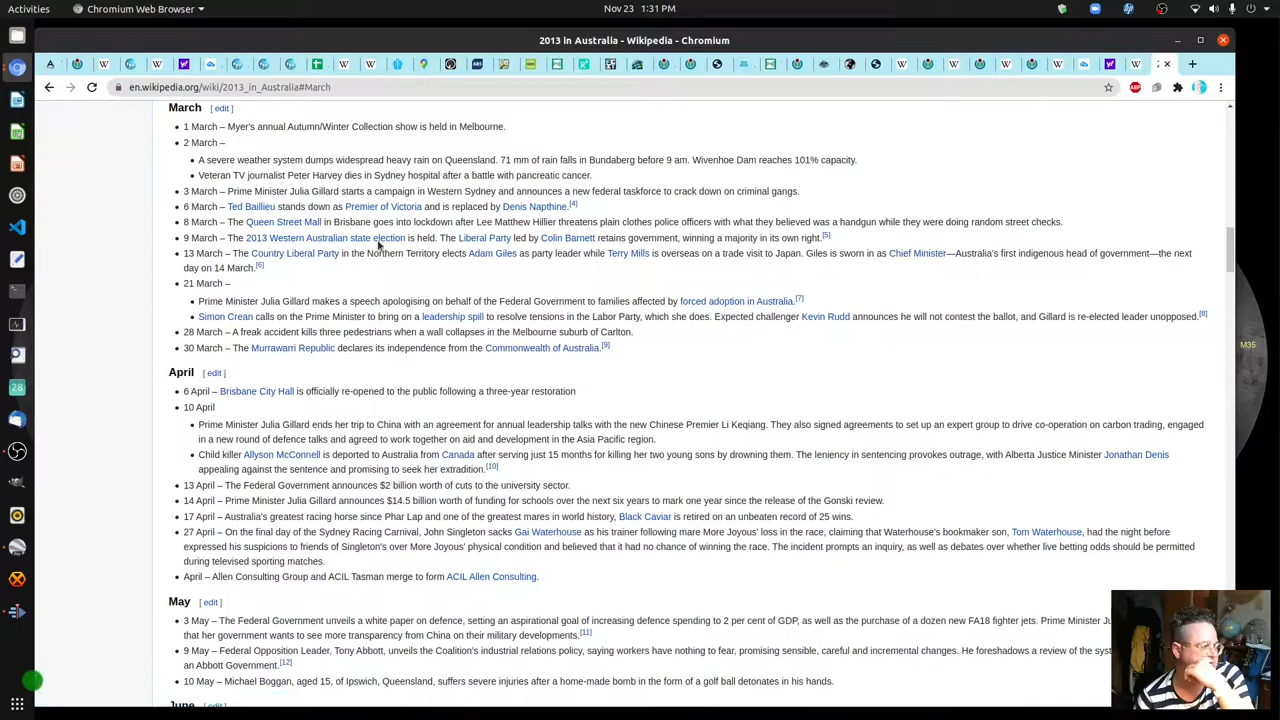 Activities
Chromium Web Browser
Nov 23 1:31 PM
2013 in Australia - Wikipedia - Chromium
en.wikipedia.org/wiki/2013_in_Australia#March
March [ edit ]
1 March – Myer's annual Autumn/Winter Collection show is held in Melbourne.
2 March –
A severe weather system dumps widespread heavy rain on Queensland. 71 mm of rain falls in Bundaberg before 9 am. Wivenhoe Dam reaches 101% capacity.
Veteran TV journalist Peter Harvey dies in Sydney hospital after a battle with pancreatic cancer.
3 March – Prime Minister Julia Gillard starts a campaign in Western Sydney and announces a new federal taskforce to crack down on criminal gangs.
6 March – Ted Baillieu stands down as Premier of Victoria and is replaced by Denis Napthine.[4]
8 March – The Queen Street Mall in Brisbane goes into lockdown after Lee Matthew Hillier threatens plain clothes police officers with what they believed was a handgun while they were doing random street checks.
9 March – The 2013 Western Australian state election is held. The Liberal Party led by Colin Barnett retains government, winning a majority in its own right.[5]
13 March – The Country Liberal Party in the Northern Territory elects Adam Giles as party leader while Terry Mills is overseas on a trade visit to Japan. Giles is sworn in as Chief Minister—Australia's first indigenous head of government—the next
day on 14 March.[6]
21 March –
Prime Minister Julia Gillard makes a speech apologising on behalf of the Federal Government to families affected by forced adoption in Australia.[7]
Simon Crean calls on the Prime Minister to bring on a leadership spill to resolve tensions in the Labor Party, which she does. Expected challenger Kevin Rudd announces he will not contest the ballot, and Gillard is re-elected leader unopposed.[8]
28 March – A freak accident kills three pedestrians when a wall collapses in the Melbourne suburb of Carlton.
M35
30 March – The Murrawarri Republic declares its independence from the Commonwealth of Australia.[9]
April [ edit ]
6 April – Brisbane City Hall is officially re-opened to the public following a three-year restoration
10 April
Prime Minister Julia Gillard ends her trip to China with an agreement for annual leadership talks with the new Chinese Premier Li Keqiang. They also signed agreements to set up an expert group to drive co-operation on carbon trading, engaged
in a new round of defence talks and agreed to work together on aid and development in the Asia Pacific region.
Child killer Allyson McConnell is deported to Australia from Canada after serving just 15 months for killing her two young sons by drowning them. The leniency in sentencing provokes outrage, with Alberta Justice Minister Jonathan Denis
appealing against the sentence and promising to seek her extradition.[10]
13 April – The Federal Government announces $2 billion worth of cuts to the university sector.
14 April – Prime Minister Julia Gillard announces $14.5 billion worth of funding for schools over the next six years to mark one year since the release of the Gonski review.
17 April – Australia's greatest racing horse since Phar Lap and one of the greatest mares in world history, Black Caviar is retired on an unbeaten record of 25 wins.
27 April – On the final day of the Sydney Racing Carnival, John Singleton sacks Gai Waterhouse as his trainer following mare More Joyous' loss in the race, claiming that Waterhouse's bookmaker son, Tom Waterhouse, had the night before
expressed his suspicions to friends of Singleton's over More Joyous' physical condition and believed that it had no chance of winning the race. The incident prompts an inquiry, as well as debates over whether live betting odds should be permitted
during televised sporting matches.
April – Allen Consulting Group and ACIL Tasman merge to form ACIL Allen Consulting.
May [ edit ]
3 May – The Federal Government unveils a white paper on defence, setting an aspirational goal of increasing defence spending to 2 per cent of GDP, as well as the purchase of a dozen new FA18 fighter jets. Prime Minister
that her government wants to see more transparency from China on their military developments.[11]
9 May – Federal Opposition Leader, Tony Abbott, unveils the Coalition's industrial relations policy, saying workers have nothing to fear, promising sensible, careful and incremental changes. He foreshadows a review of the
an Abbott Government.[12]
10 May – Michael Boggan, aged 15, of Ipswich, Queensland, suffers severe injuries after a home-made bomb in the form of a golf ball detonates in his hands.
June [ edit ]